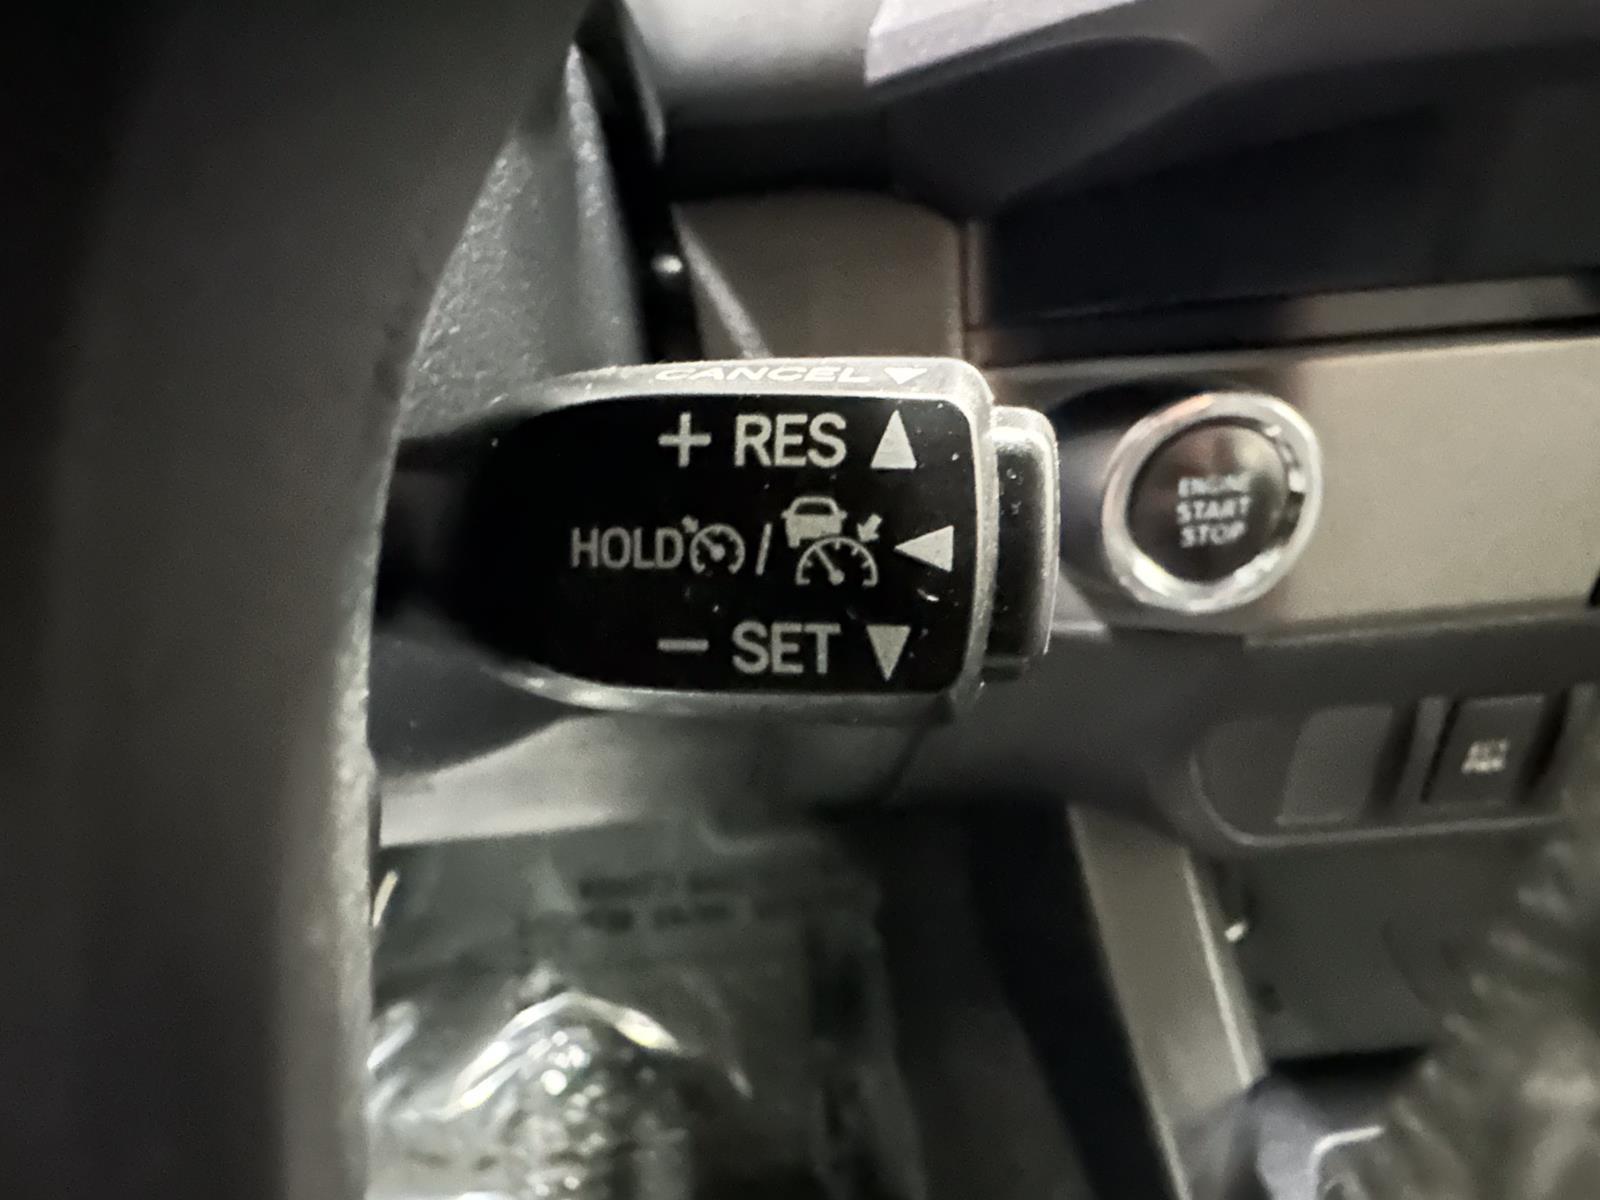 CANCEL
+ RES
HOLD /
− SET
ENGINE
START
STOP